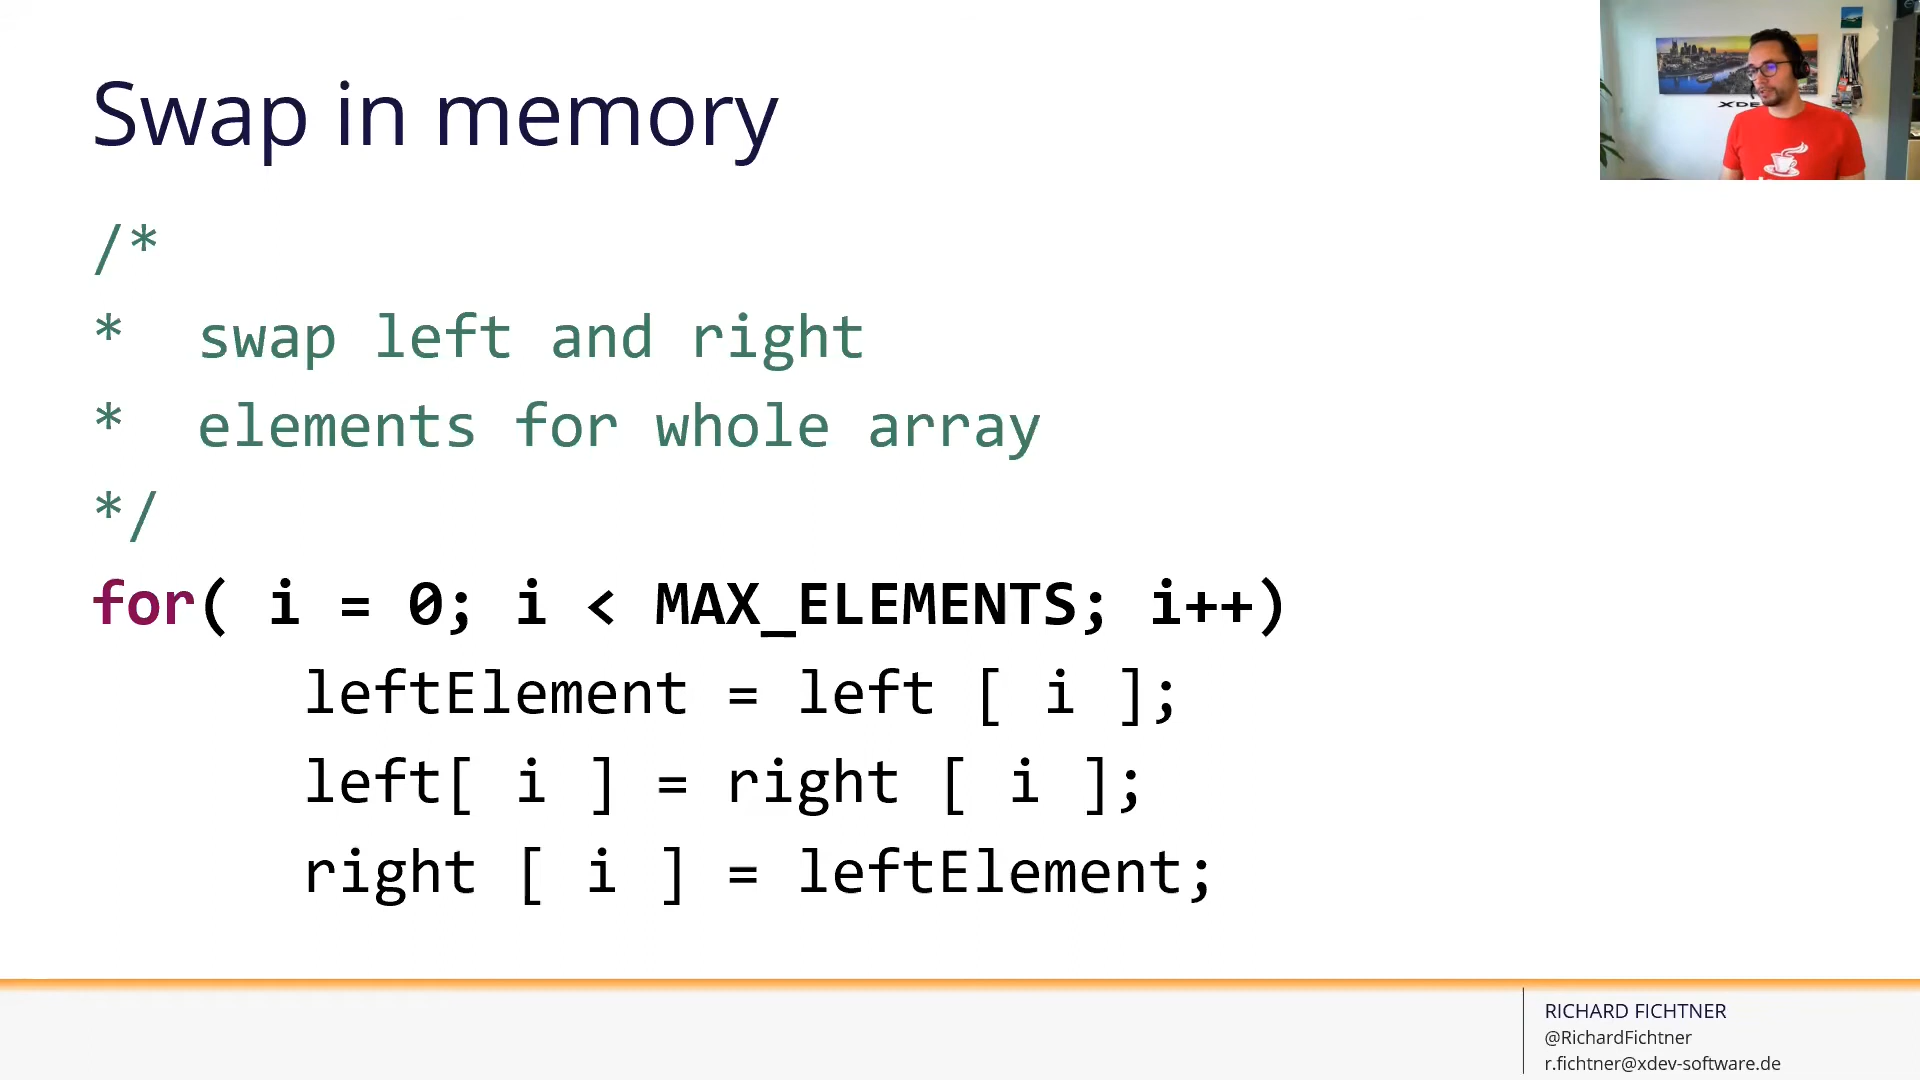 Swap in memory
/*
*  swap left and right
*  elements for whole array
*/
for( i = 0; i < MAX_ELEMENTS; i++)
      leftElement = left [ i ];
      left[ i ] = right [ i ];
      right [ i ] = leftElement;
RICHARD FICHTNER
@RichardFichtner
r.fichtner@xdev-software.de